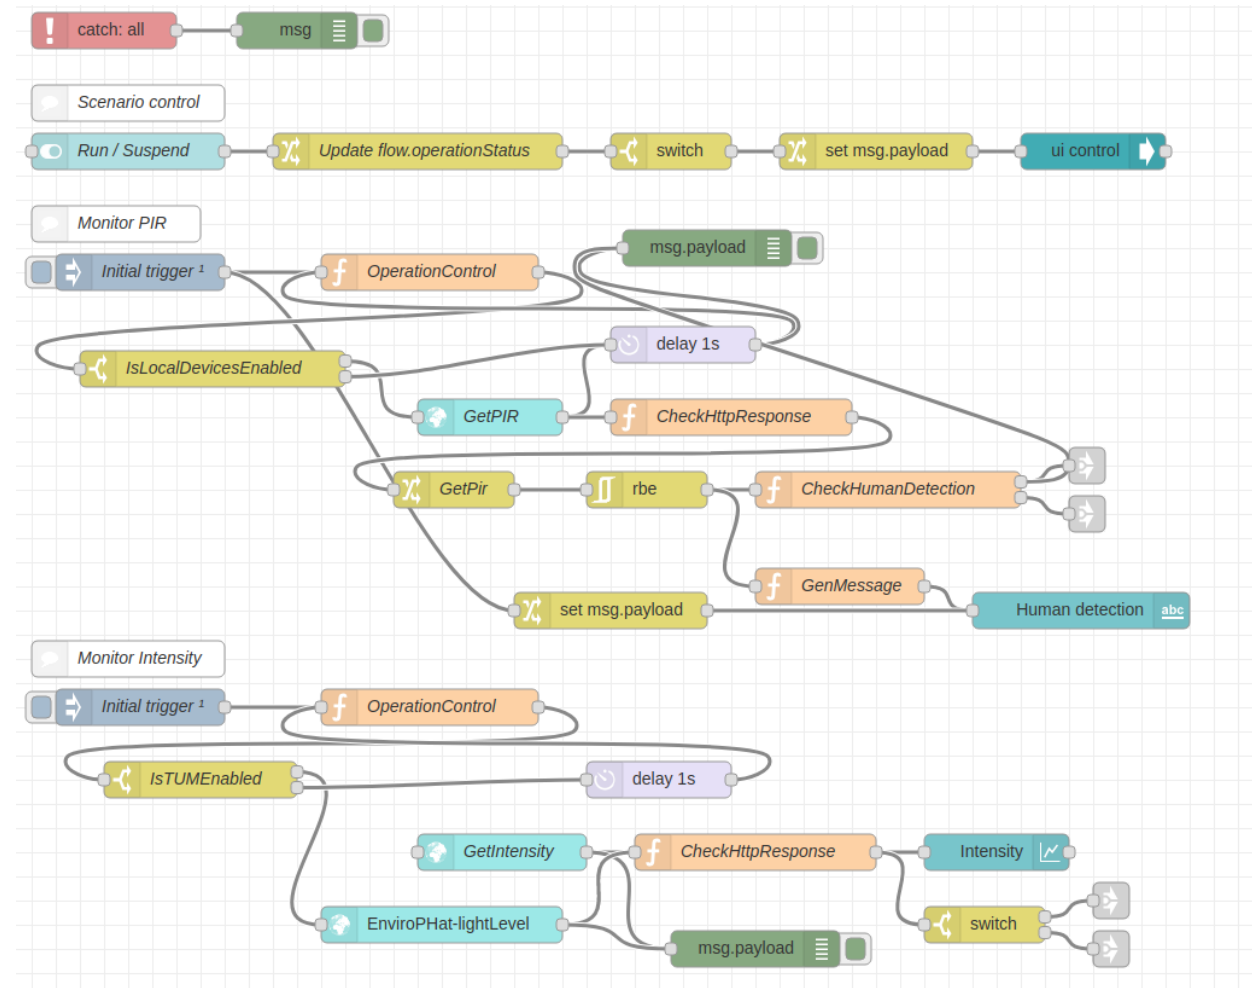 catch: all
msg
Scenario control
Run / Suspend
Update flow.operationStatus
switch
set msg.payload
ui control
Monitor PIR
msg.payload
Initial trigger ¹
OperationControl
delay 1s
IsLocalDevicesEnabled
GetPIR
CheckHttpResponse
GetPir
rbe
CheckHumanDetection
GenMessage
set msg.payload
Human detection
abc
Monitor Intensity
Initial trigger ¹
OperationControl
IsTUMEnabled
delay 1s
GetIntensity
CheckHttpResponse
Intensity
EnviroPHat-lightLevel
switch
msg.payload